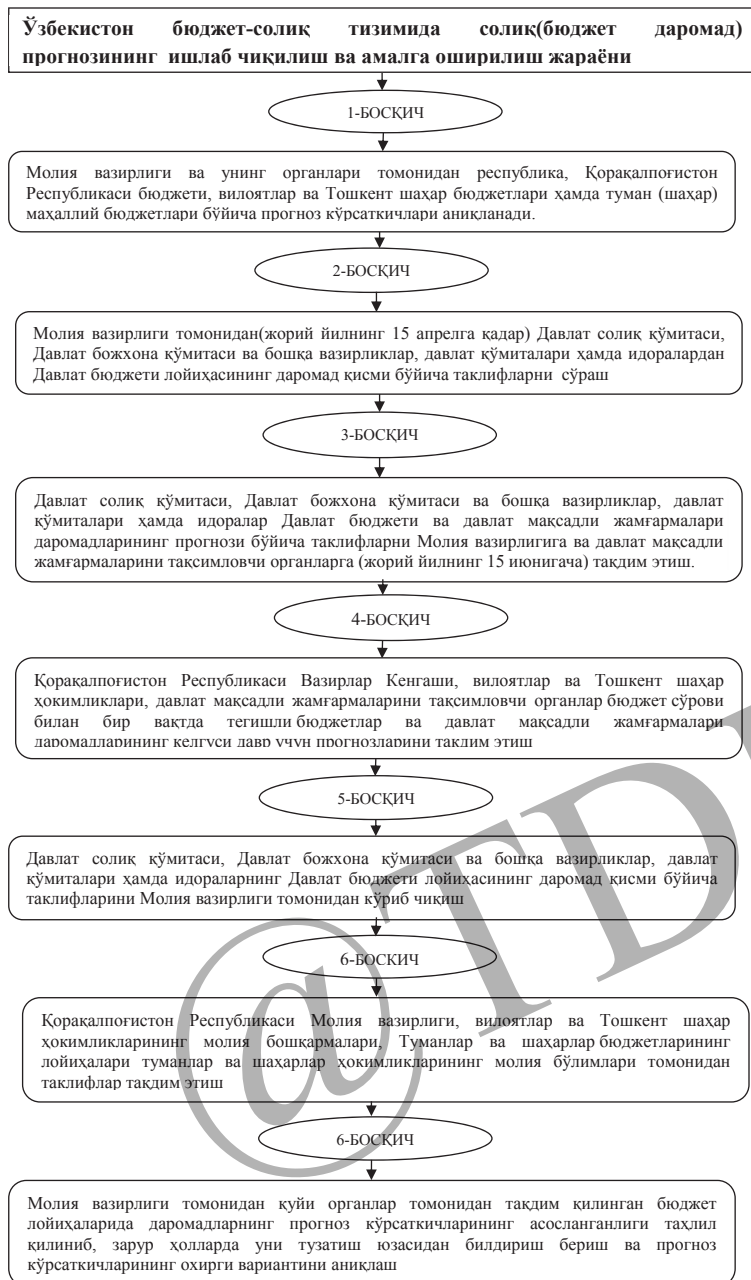 Ўзбекистон бюджет-солиқ тизимида солиқ(бюджет даромад)
прогнозининг ишлаб чиқилиш ва амалга оширилиш жараёни
1-БОСҚИЧ
Молия вазирлиги ва унинг органлари томонидан республика, Қорақалпоғистон
Республикаси бюджети, вилоятлар ва Тошкент шаҳар бюджетлари ҳамда туман (шаҳар)
маҳаллий бюджетлари бўйича прогноз кўрсаткичлари аниқланади.
2-БОСҚИЧ
Молия вазирлиги томонидан(жорий йилнинг 15 апрелга қадар) Давлат солиқ қўмитаси,
Давлат божхона қўмитаси ва бошқа вазирликлар, давлат қўмиталари ҳамда идоралардан
Давлат бюджети лойиҳасининг даромад қисми бўйича таклифларни сўраш
3-БОСҚИЧ
Давлат солиқ қўмитаси, Давлат божхона қўмитаси ва бошқа вазирликлар, давлат
қўмиталари ҳамда идоралар Давлат бюджети ва давлат мақсадли жамғармалари
даромадларининг прогнози бўйича таклифларни Молия вазирлигига ва давлат мақсадли
жамғармаларини тақсимловчи органларга (жорий йилнинг 15 июнигача) тақдим этиш.
4-БОСҚИЧ
Қорақалпоғистон Республикаси Вазирлар Кенгаши, вилоятлар ва Тошкент шаҳар
ҳокимликлари, давлат мақсадли жамғармаларини тақсимловчи органлар бюджет сўрови
билан бир вақтда тегишли бюджетлар ва давлат мақсадли жамғармалари
даромадларининг келгуси давр учун прогнозларини тақдим этиш
5-БОСҚИЧ
Давлат солиқ қўмитаси, Давлат божхона қўмитаси ва бошқа вазирликлар, давлат
қўмиталари ҳамда идораларнинг Давлат бюджети лойиҳасининг даромад қисми бўйича
таклифларини Молия вазирлиги томонидан кўриб чиқиш
6-БОСҚИЧ
Қорақалпоғистон Республикаси Молия вазирлиги, вилоятлар ва Тошкент шаҳар
ҳокимликларининг молия бошқармалари, Туманлар ва шаҳарлар бюджетларининг
лойиҳалари туманлар ва шаҳарлар ҳокимликларининг молия бўлимлари томонидан
таклифлар тақдим этиш
6-БОСҚИЧ
Молия вазирлиги томонидан қуйи органлар томонидан тақдим қилинган бюджет
лойиҳаларида даромадларнинг прогноз кўрсаткичларининг асосланганлиги таҳлил
қилиниб, зарур ҳолларда уни тузатиш юзасидан билдириш бериш ва прогноз
кўрсаткичларининг охирги вариантини аниқлаш